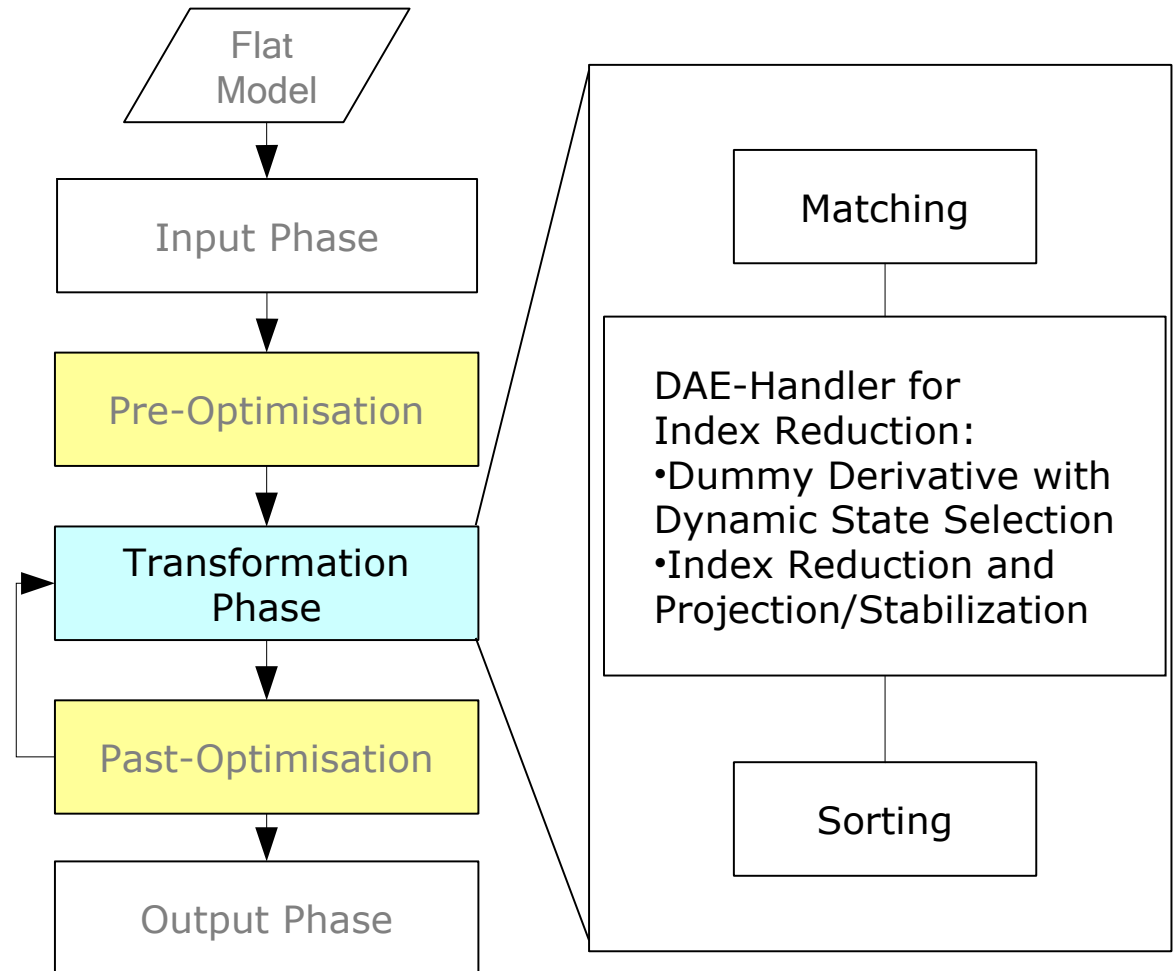 Flat
Model
Input Phase
Pre-Optimisation
Transformation
Phase
Past-Optimisation
Output Phase
Matching
DAE-Handler for
Index Reduction:
•Dummy Derivative with
Dynamic State Selection
•Index Reduction and
Projection/Stabilization
Sorting